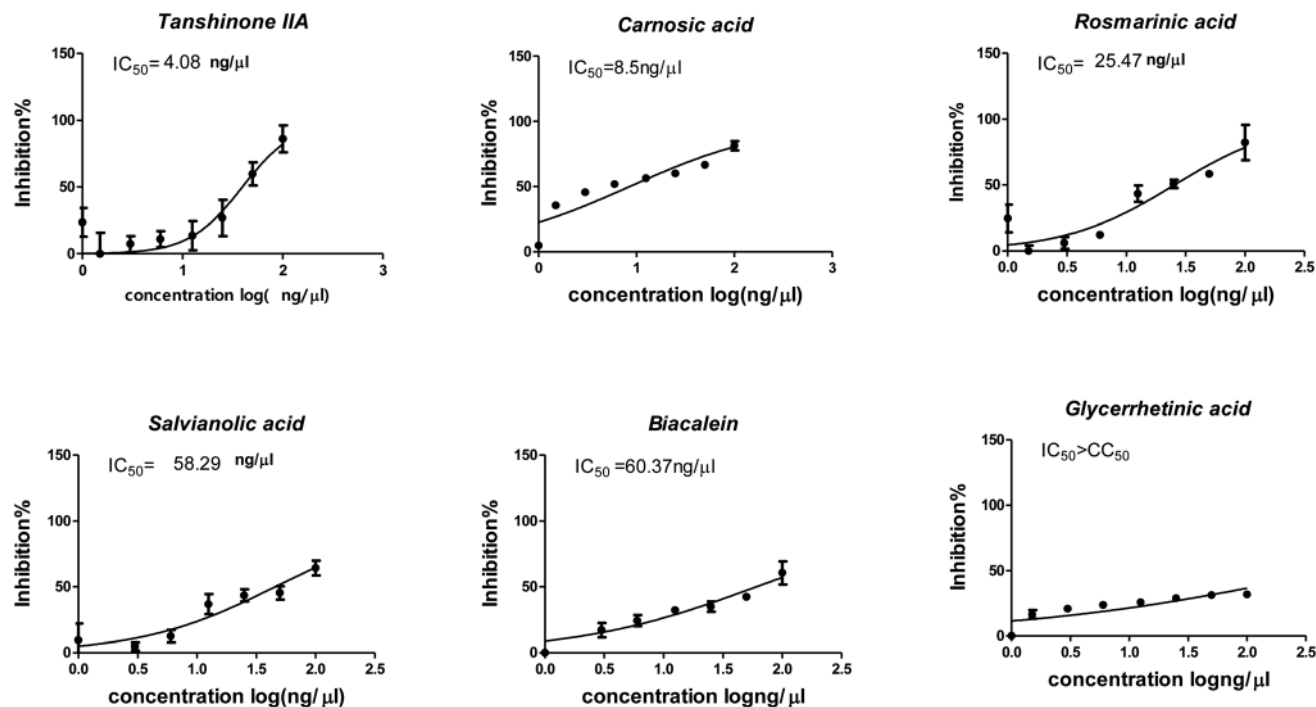 Tanshinone IIA
150
100
50
0
Inhibition%
IC50= 4.08 ng/μl
0 1 2 3
concentration log( ng/μl)
Carnosic acid
150
100
50
0
Inhibition%
IC50=8.5ng/μl
0 1 2 3
concentration log(ng/μl)
Rosmarinic acid
150
100
50
0
Inhibition%
IC50= 25.47 ng/μl
0.0 0.5 1.0 1.5 2.0 2.5
concentration log(ng/μl)
Salvianolic acid
150
100
50
0
Inhibition%
IC50= 58.29 ng/μl
0.0 0.5 1.0 1.5 2.0 2.5
concentration log(ng/μl)
Biacalein
150
100
50
0
Inhibition%
IC50 =60.37ng/μl
0.0 0.5 1.0 1.5 2.0 2.5
concentration logng/μl
Glycerrhetinic acid
150
100
50
0
Inhibition%
IC50>CC50
0.0 0.5 1.0 1.5 2.0 2.5
concentration logng/μl